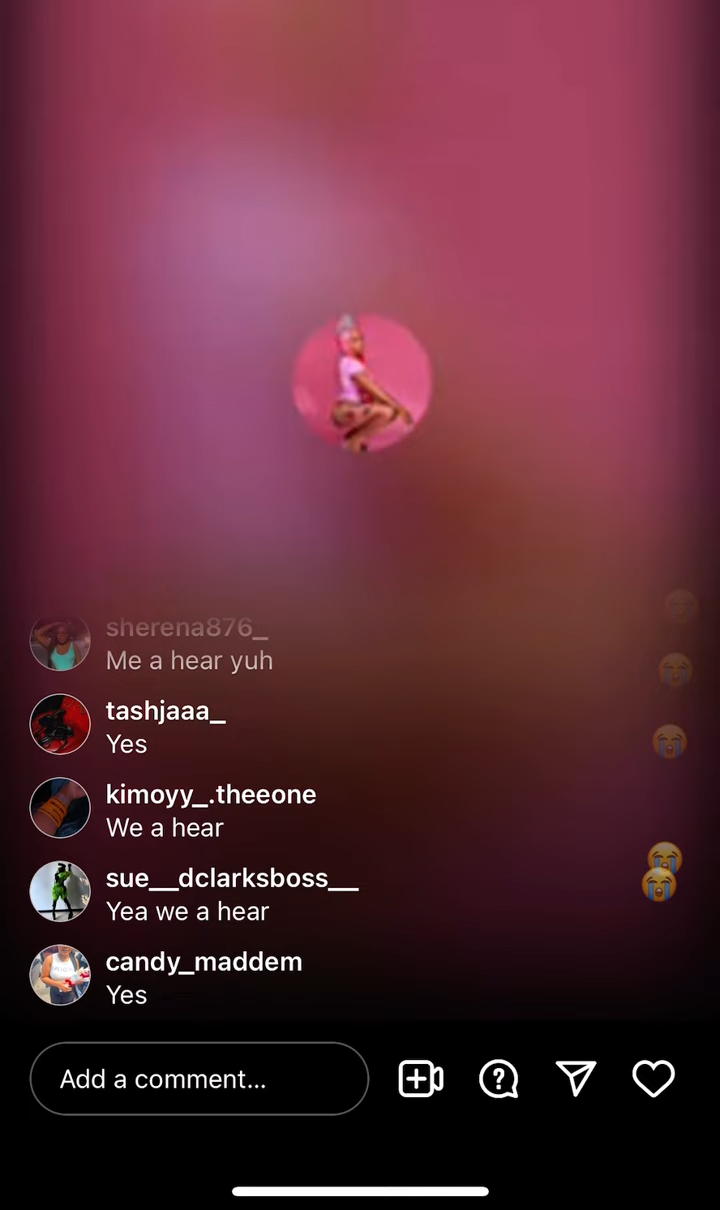 sherena876_
Me a hear yuh
tashjaaa_
Yes
kimoyy_.theeone
We a hear
sue__dclarksboss__
Yea we a hear
candy_maddem
Yes
Add a comment...